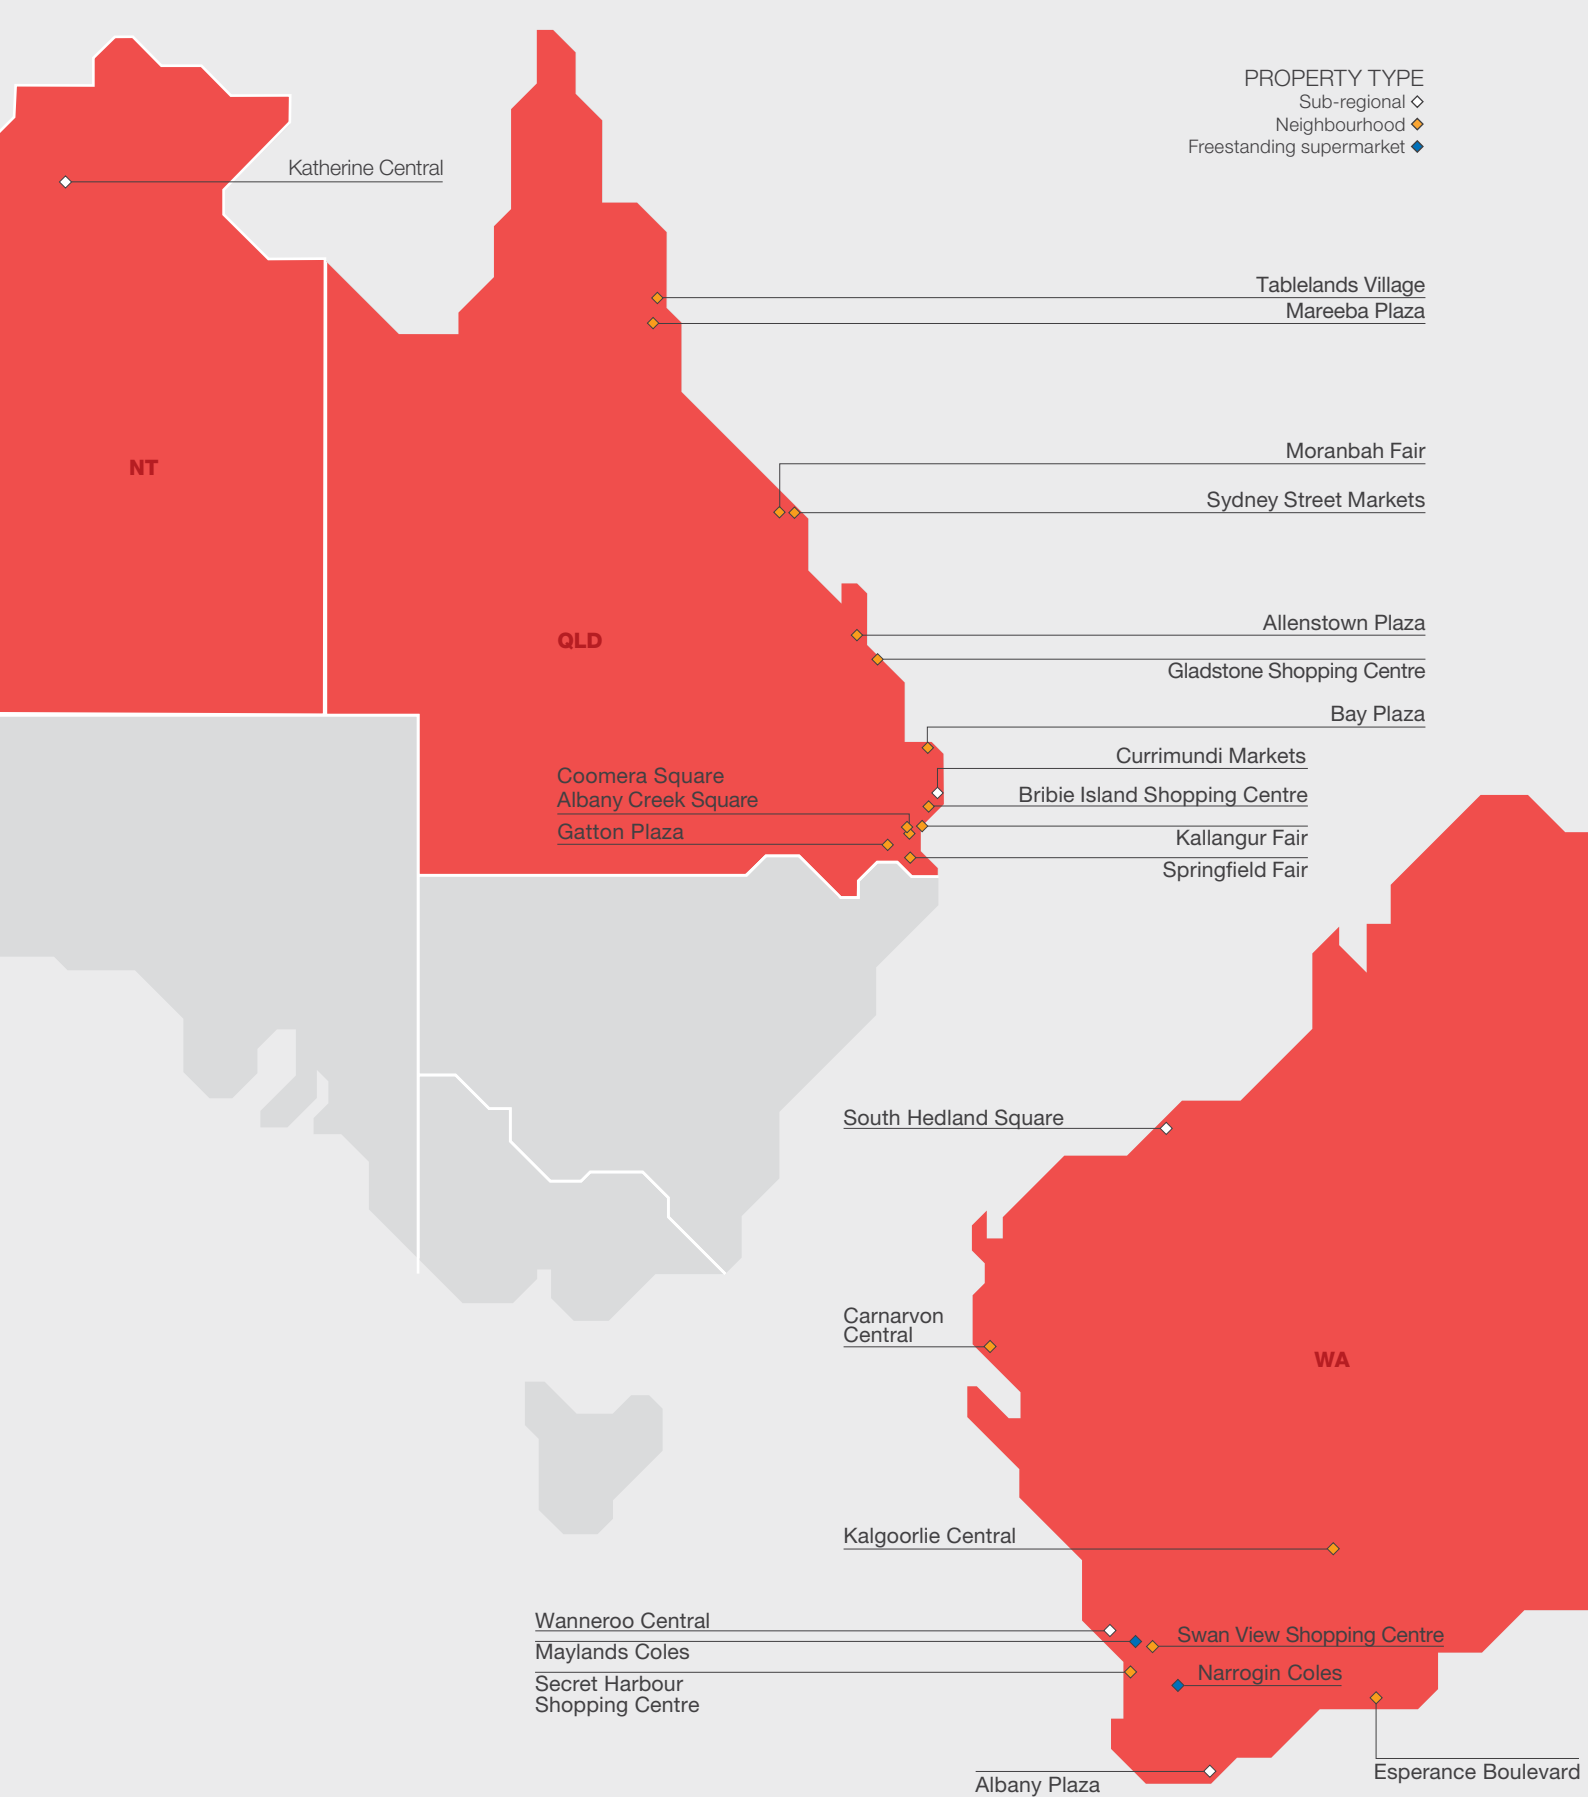 PROPERTY TYPE
Sub-regional
Neighbourhood
Freestanding supermarket
Katherine Central
Tablelands Village
Mareeba Plaza
Moranbah Fair
NT
Sydney Street Markets
Allenstown Plaza
QLD
Gladstone Shopping Centre
Bay Plaza
Currimundi Markets
Coomera Square
Bribie Island Shopping Centre
Albany Creek Square
Gatton Plaza
Kallangur Fair
Springfield Fair
South Hedland Square
Carnarvon
Central
WA
Kalgoorlie Central
Wanneroo Central
Swan View Shopping Centre
Maylands Coles
Narrogin Coles
Secret Harbour
Shopping Centre
Esperance Boulevard
Albany Plaza